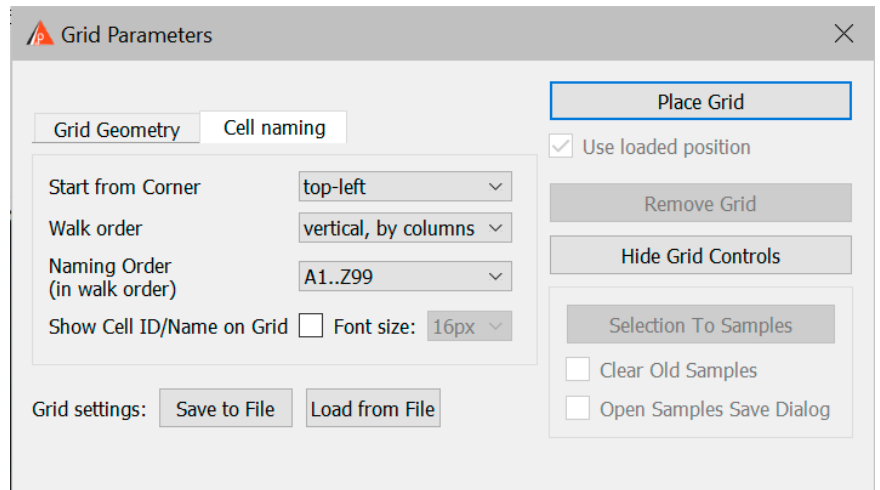 Grid Parameters
Grid Geometry
Cell naming
Start from Corner
top-left
Walk order
vertical, by columns
Naming Order
(in walk order)
A1..Z99
Show Cell ID/Name on Grid
Font size:
16px
Grid settings:
Save to File
Load from File
Place Grid
Use loaded position
Remove Grid
Hide Grid Controls
Selection To Samples
Clear Old Samples
Open Samples Save Dialog